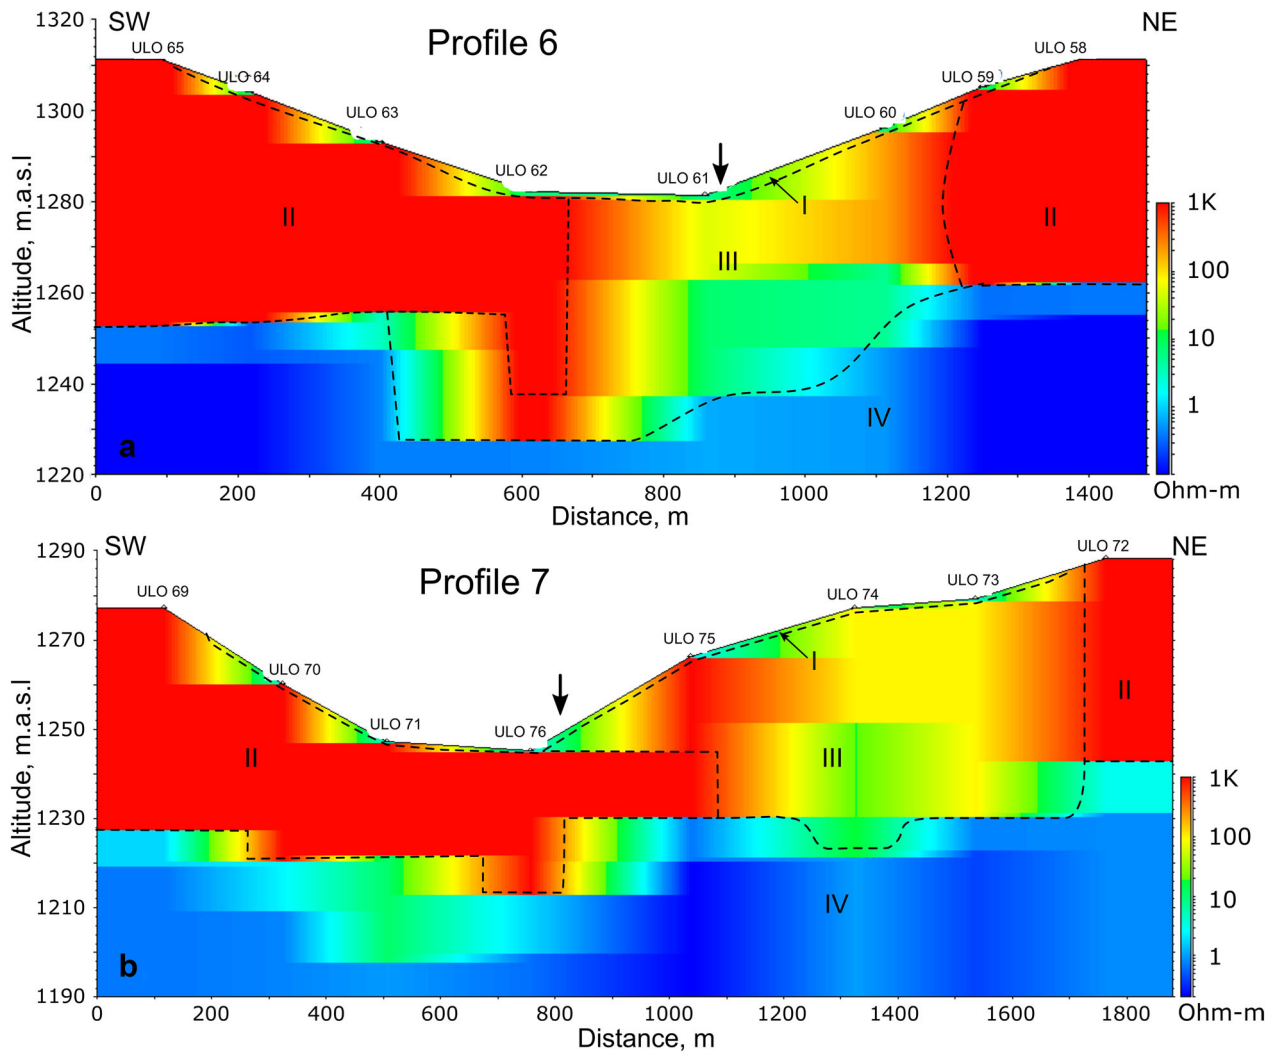 1320
SW
Profile 6
NE
ULO 65
ULO 64
ULO 63
ULO 62
ULO 61
ULO 60
ULO 59
ULO 58
1300
1280
1260
1240
1220
Altitude, m.a.s.l
II
III
I
II
IV
a
1K
100
10
1
Ohm-m
0 200 400 600 800 1000 1200 1400
Distance, m
1290
SW
Profile 7
NE
ULO 69
ULO 70
ULO 71
ULO 76
ULO 75
ULO 74
ULO 73
ULO 72
1270
1250
1230
1210
1190
Altitude, m.a.s.l
II
I
III
II
IV
b
1K
100
10
1
Ohm-m
0 200 400 600 800 1000 1200 1400 1600 1800
Distance, m